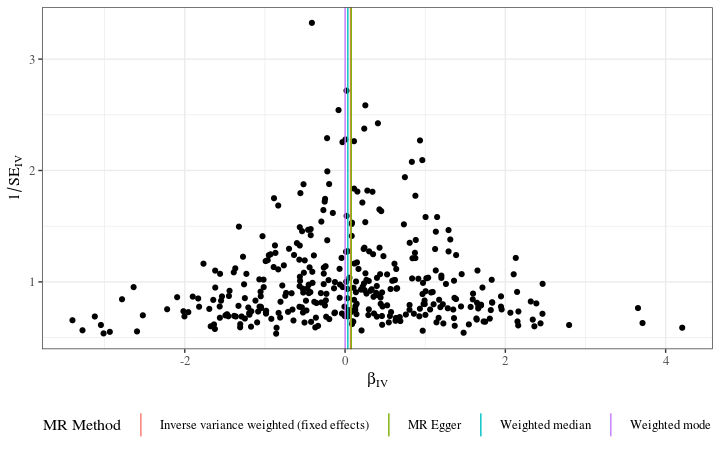 3
2
1
1/SE_IV
-2
0
2
4
β_IV
MR Method
Inverse variance weighted (fixed effects)
MR Egger
Weighted median
Weighted mode